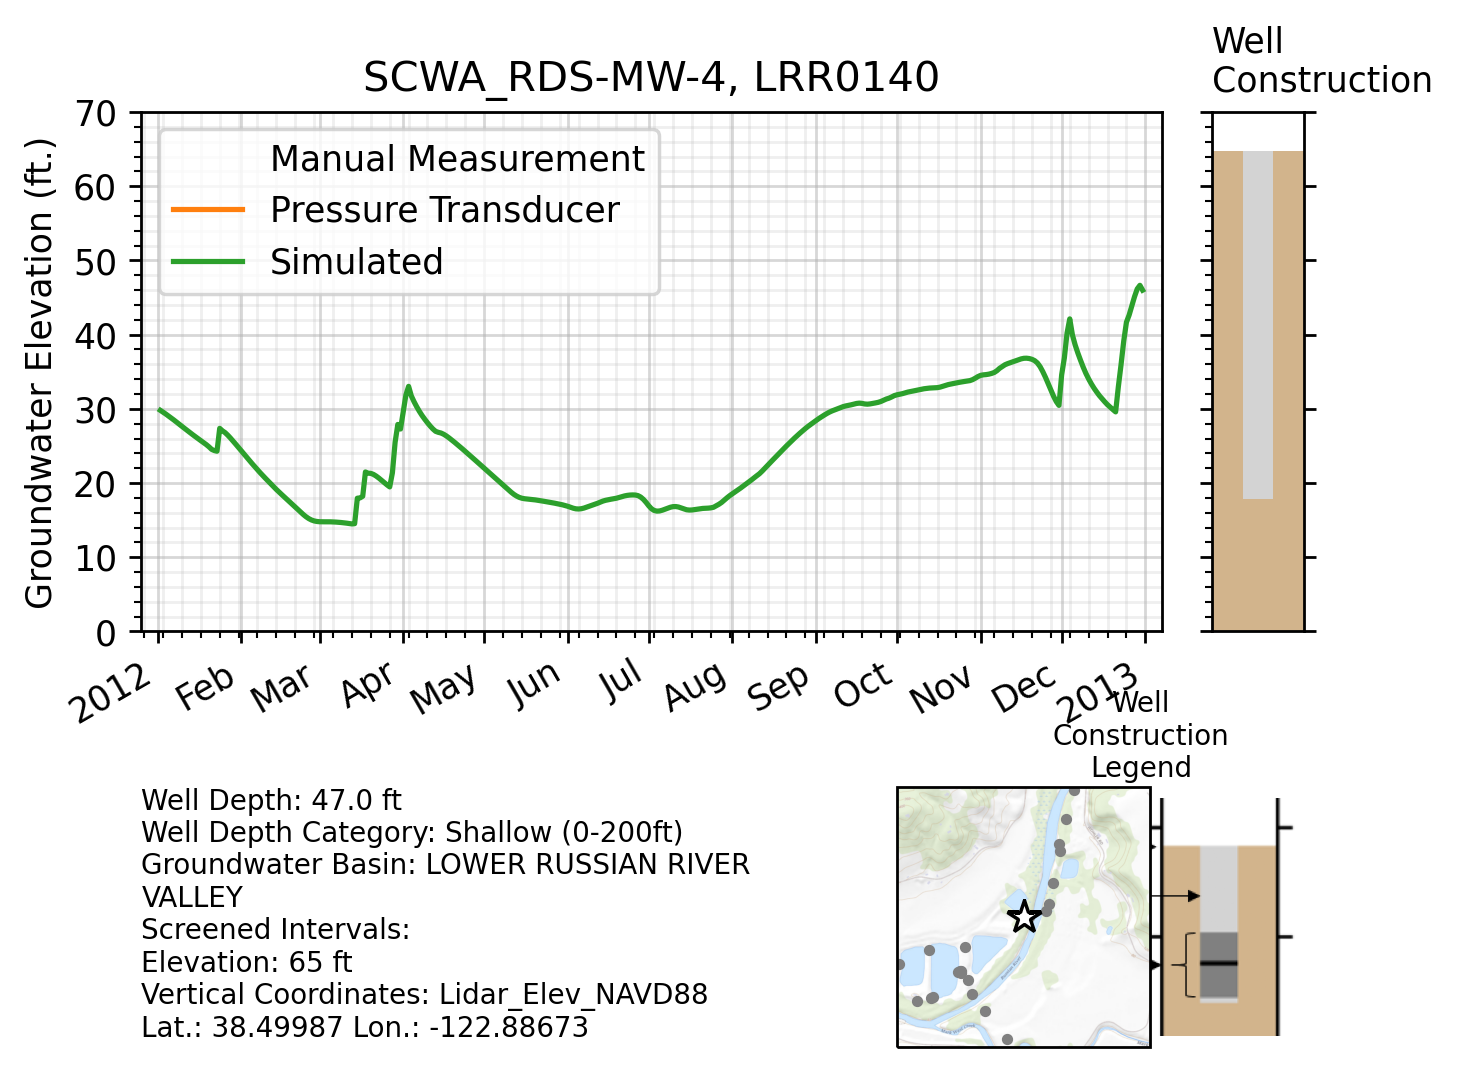 Well
Construction
SCWA_RDS-MW-4, LRR0140
Groundwater Elevation (ft.)
70
60
50
40
30
20
10
0
Manual Measurement
Pressure Transducer
Simulated
2012
Feb
Mar
Apr
May
Jun
Jul
Aug
Sep
Oct
Nov
Dec
2013
Well
Construction
Legend
Well Depth: 47.0 ft
Well Depth Category: Shallow (0-200ft)
Groundwater Basin: LOWER RUSSIAN RIVER
VALLEY
Screened Intervals:
Elevation: 65 ft
Vertical Coordinates: Lidar_Elev_NAVD88
Lat.: 38.49987 Lon.: -122.88673